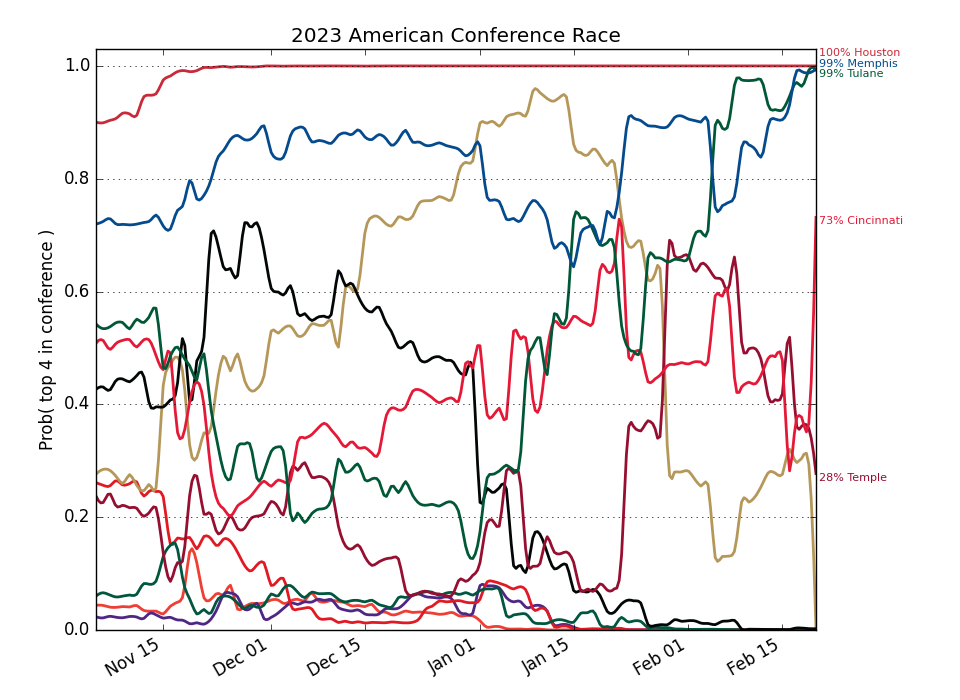 2023 American Conference Race
Prob( top 4 in conference )
1.0
0.8
0.6
0.4
0.2
0.0
Nov 15
Dec 01
Dec 15
Jan 01
Jan 15
Feb 01
Feb 15
100% Houston
99% Memphis
99% Tulane
73% Cincinnati
28% Temple